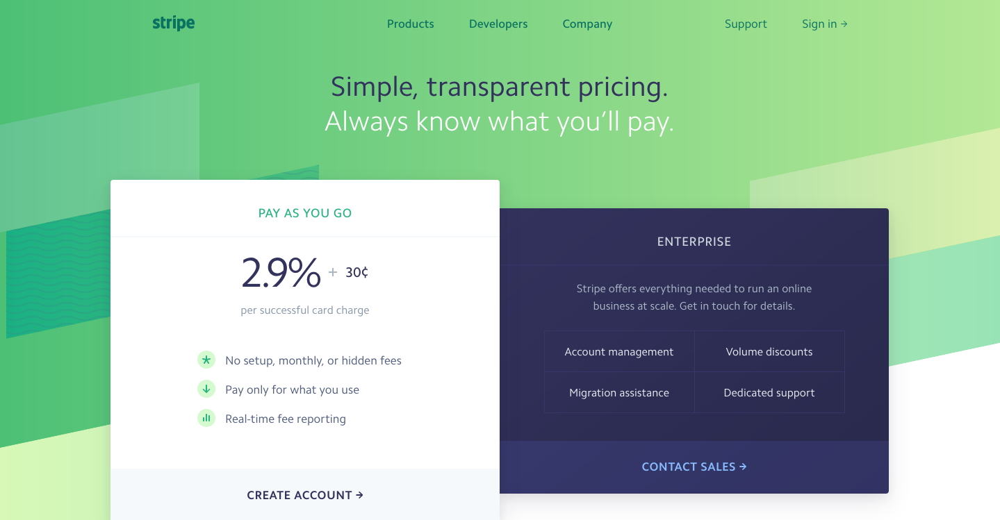 stripe
Products Developers Company Support Sign in →
Simple, transparent pricing.
Always know what you’ll pay.
PAY AS YOU GO
2.9% + 30¢
per successful card charge
No setup, monthly, or hidden fees
Pay only for what you use
Real-time fee reporting
CREATE ACCOUNT →
ENTERPRISE
Stripe offers everything needed to run an online
business at scale. Get in touch for details.
Account management Volume discounts
Migration assistance Dedicated support
CONTACT SALES →